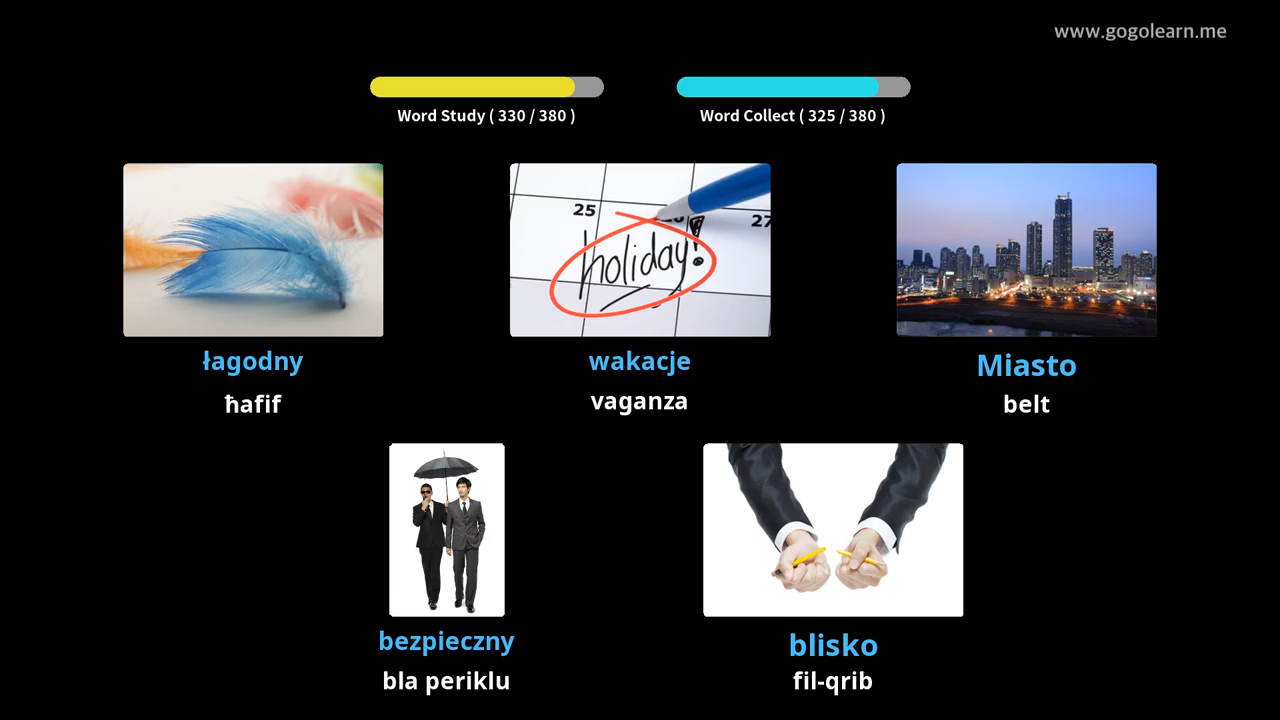 www.gogolearn.me
Word Study ( 330 / 380 )
Word Collect ( 325 / 380 )
25
27
holiday!
łagodny
ħafif
wakacje
vaganza
Miasto
belt
bezpieczny
bla periklu
blisko
fil-qrib